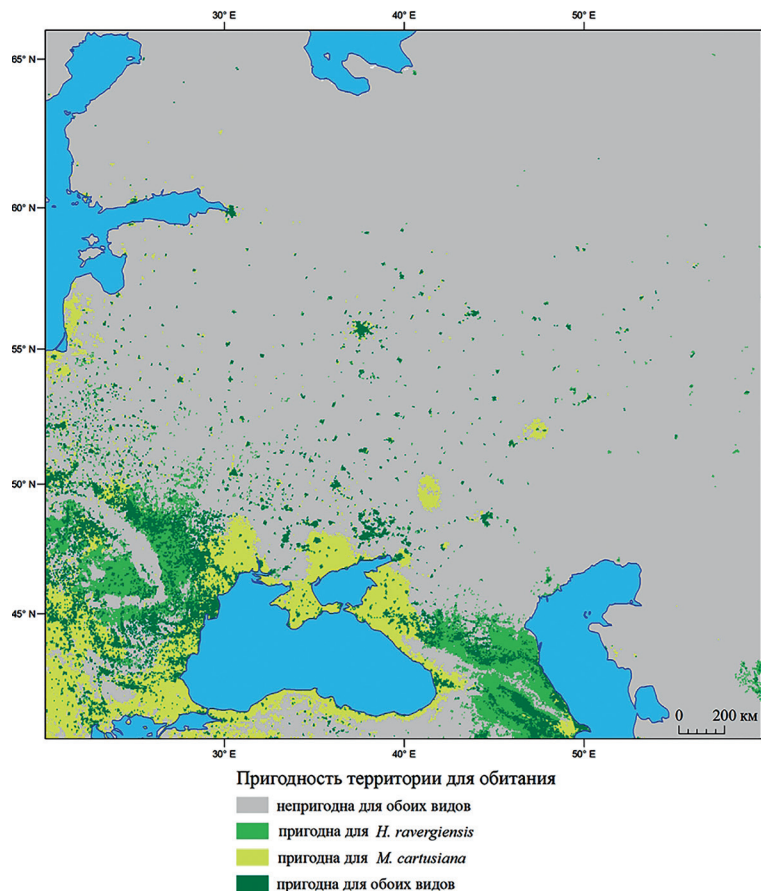 30° E 40° E 50° E
65° N
60° N
55° N
50° N
45° N
0 200 км
30° E 40° E 50° E
Пригодность территории для обитания
непригодна для обоих видов
пригодна для H. ravergiensis
пригодна для M. cartusiana
пригодна для обоих видов